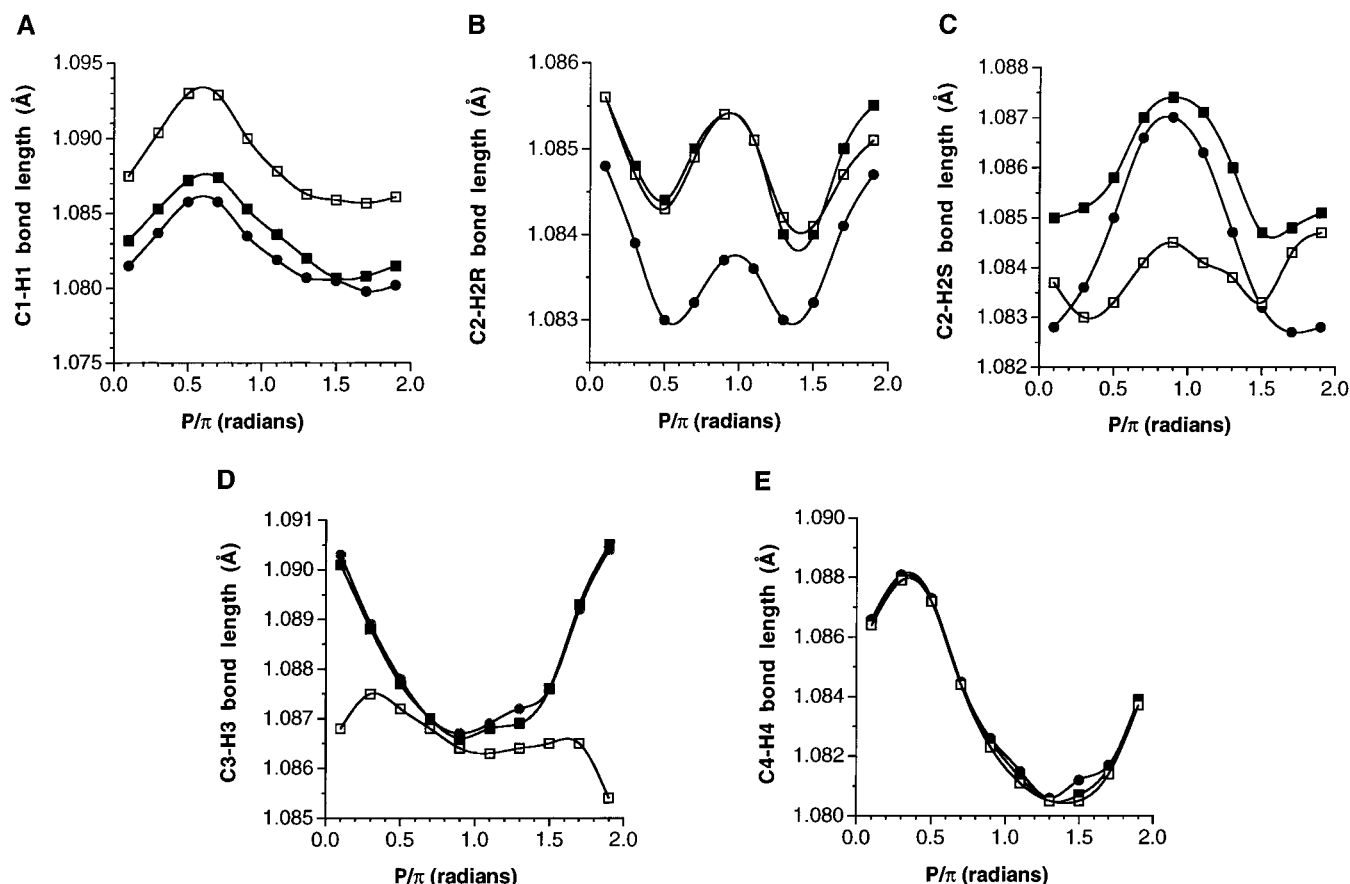 A
C1-H1 bond length (Å)
1.095
1.090
1.085
1.080
1.075
0.0 0.5 1.0 1.5 2.0
P/π (radians)
B
C2-H2R bond length (Å)
1.086
1.085
1.084
1.083
0.0 0.5 1.0 1.5 2.0
P/π (radians)
C
C2-H2S bond length (Å)
1.088
1.087
1.086
1.085
1.084
1.083
1.082
0.0 0.5 1.0 1.5 2.0
P/π (radians)
D
C3-H3 bond length (Å)
1.091
1.090
1.089
1.088
1.087
1.086
1.085
0.0 0.5 1.0 1.5 2.0
P/π (radians)
E
C4-H4 bond length (Å)
1.090
1.088
1.086
1.084
1.082
1.080
0.0 0.5 1.0 1.5 2.0
P/π (radians)